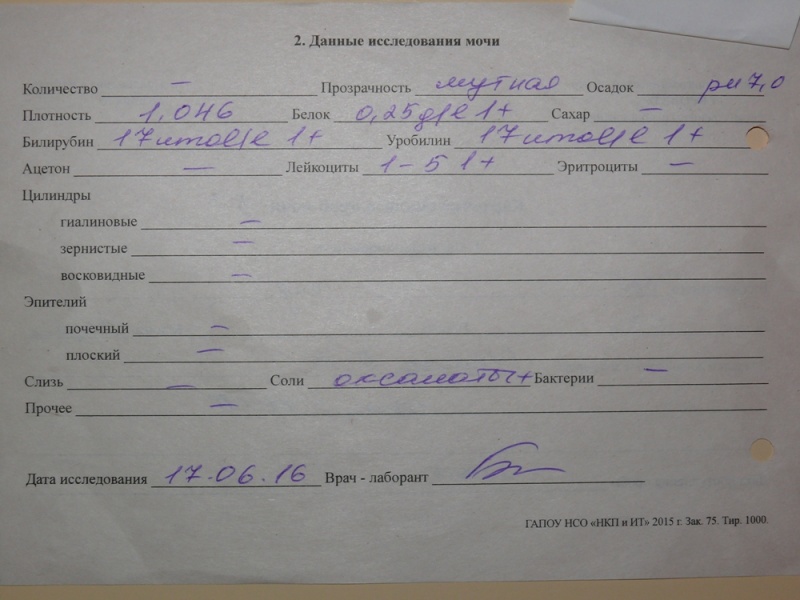 2. Данные исследования мочи
Количество — Прозрачность мутная Осадок рн 7,0
Плотность 1,046 Белок 0,25 g/l 1+ Сахар —
Билирубин 17 umol/l 1+ Уробилин 17 umol/l 1+
Ацетон — Лейкоциты 1-5 1+ Эритроциты —
Цилиндры
гиалиновые —
зернистые —
восковидные —
Эпителий
почечный —
плоский —
Слизь — Соли оксалаты+ Бактерии —
Прочее —
Дата исследования 17.06.16 Врач - лаборант
ГАПОУ НСО «НКП и ИТ» 2015 г. Зак. 75. Тир. 1000.